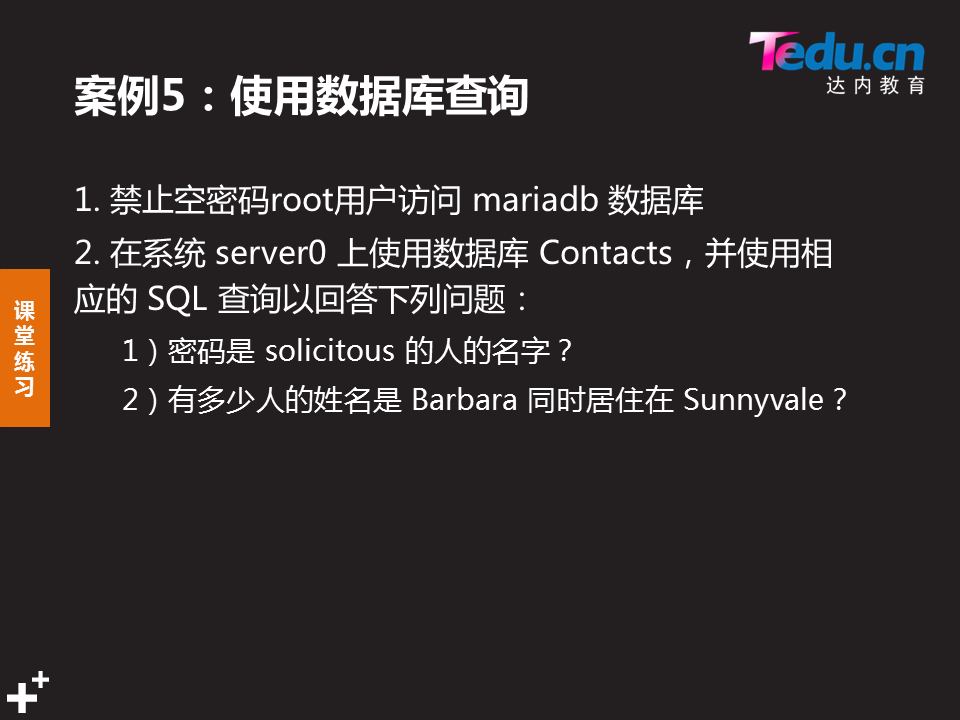 Tedu.cn
达内教育
案例5：使用数据库查询
1. 禁止空密码root用户访问 mariadb 数据库
2. 在系统 server0 上使用数据库 Contacts，并使用相
应的 SQL 查询以回答下列问题：
1）密码是 solicitous 的人的名字？
2）有多少人的姓名是 Barbara 同时居住在 Sunnyvale？
课
堂
练
习